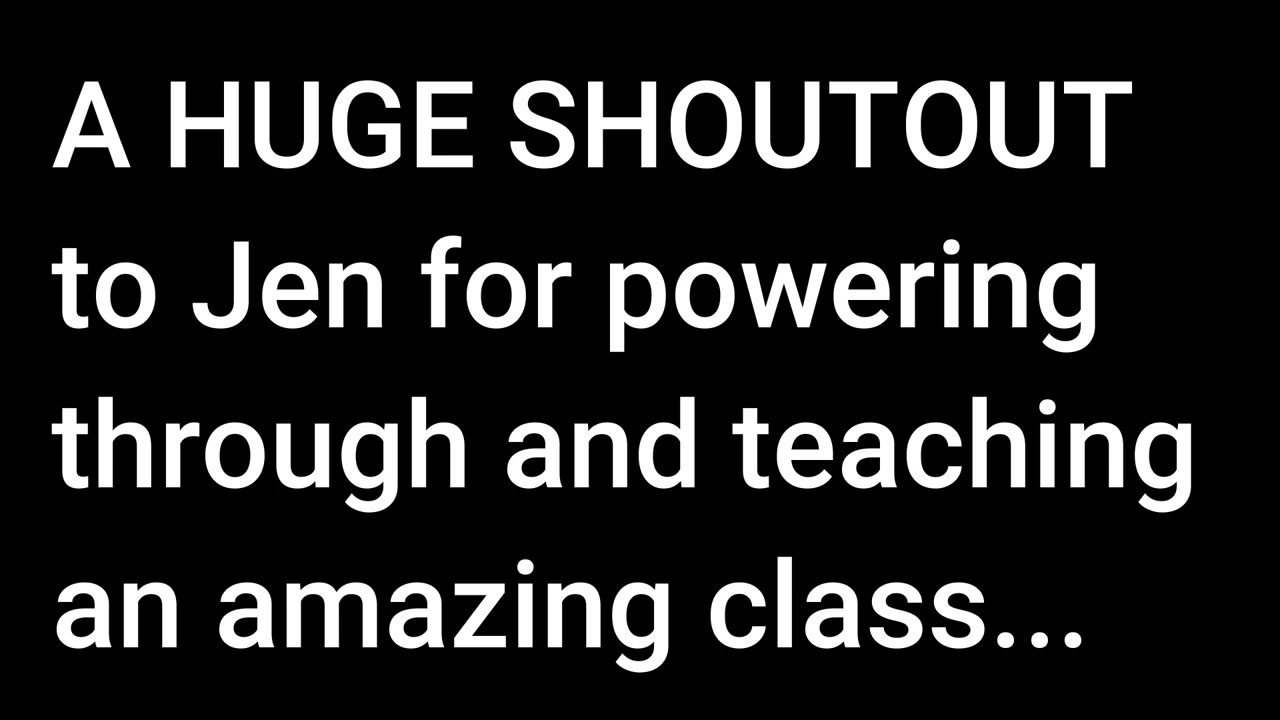 A HUGE SHOUTOUT
to Jen for powering
through and teaching
an amazing class...